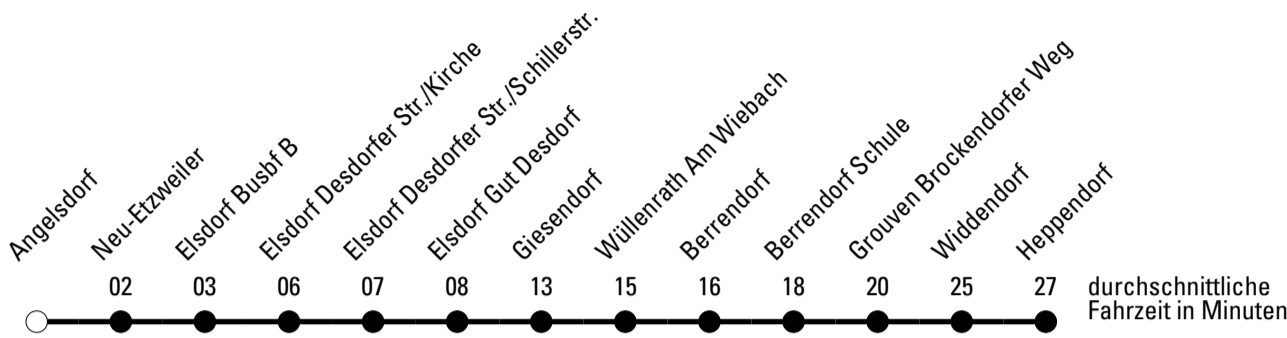 Angelsdorf
Neu-Etzweiler
Elsdorf Busbf B
Elsdorf Desdorfer Str./Kirche
Elsdorf Desdorfer Str./Schillerstr.
Elsdorf Gut Desdorf
Giesendorf
Wüllenrath Am Wiebach
Berrendorf
Berrendorf Schule
Grouven Brockendorfer Weg
Widdendorf
Heppendorf
02 03 06 07 08 13 15 16 18 20 25 27
durchschnittliche
Fahrzeit in Minuten